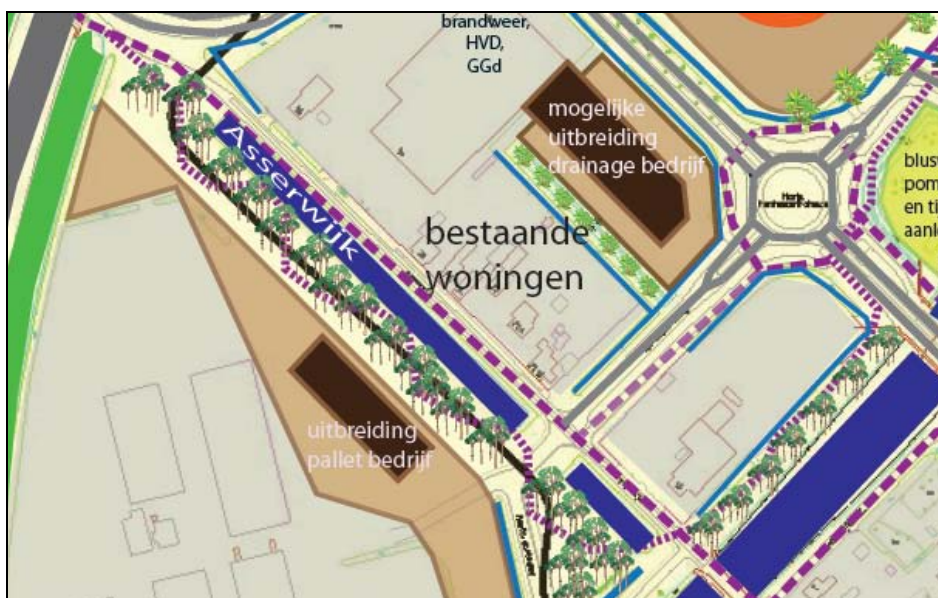 brandweer,
HVD,
GGd
mogelijke
uitbreiding
drainage bedrijf
Asserwijk
bestaande
woningen
uitbreiding
pallet bedrijf
blus
pom
en ti
aanl